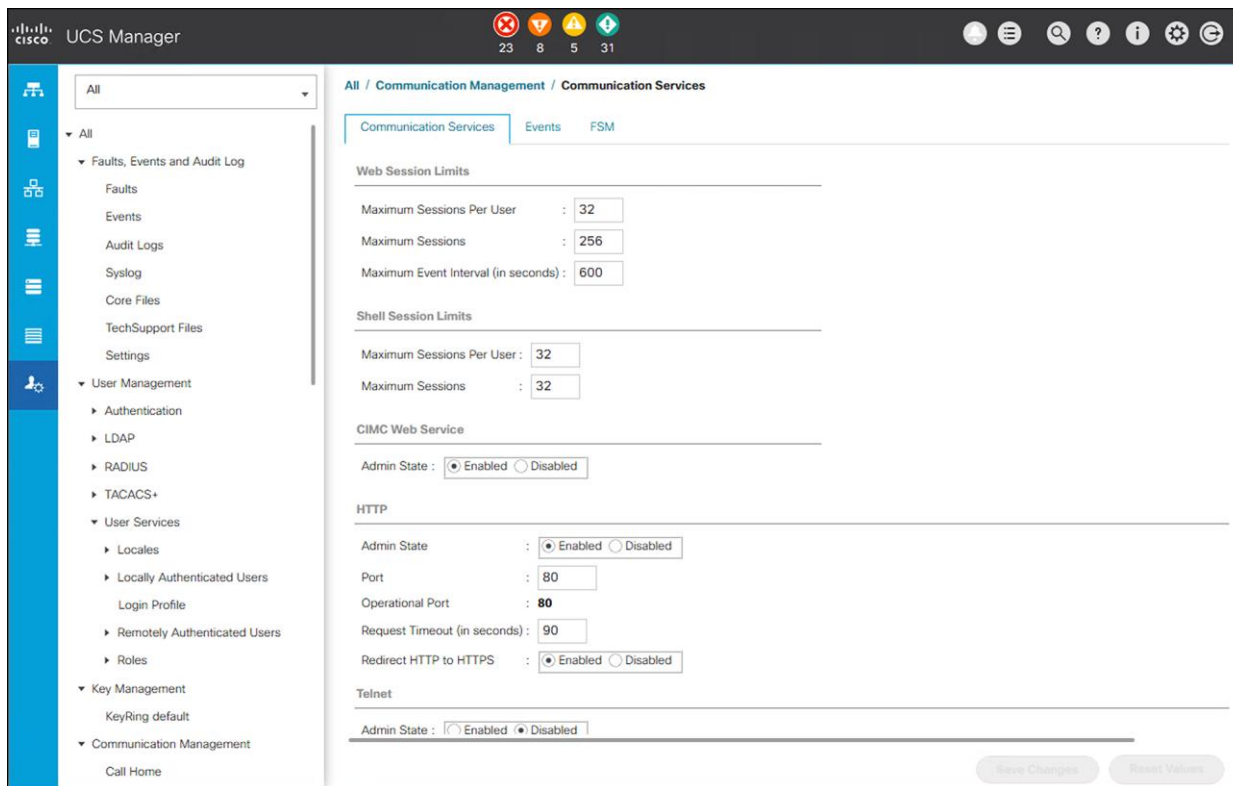 CISCO
UCS Manager
23 8 5 31
All
All
Faults, Events and Audit Log
Faults
Events
Audit Logs
Syslog
Core Files
TechSupport Files
Settings
User Management
Authentication
LDAP
RADIUS
TACACS+
User Services
Locales
Locally Authenticated Users
Login Profile
Remotely Authenticated Users
Roles
Key Management
KeyRing default
Communication Management
Call Home
All / Communication Management / Communication Services
Communication Services Events FSM
Web Session Limits
Maximum Sessions Per User : 32
Maximum Sessions : 256
Maximum Event Interval (in seconds) : 600
Shell Session Limits
Maximum Sessions Per User : 32
Maximum Sessions : 32
CIMC Web Service
Admin State : Enabled Disabled
HTTP
Admin State : Enabled Disabled
Port : 80
Operational Port : 80
Request Timeout (in seconds) : 90
Redirect HTTP to HTTPS : Enabled Disabled
Telnet
Admin State : Enabled Disabled
Save Changes Reset Values